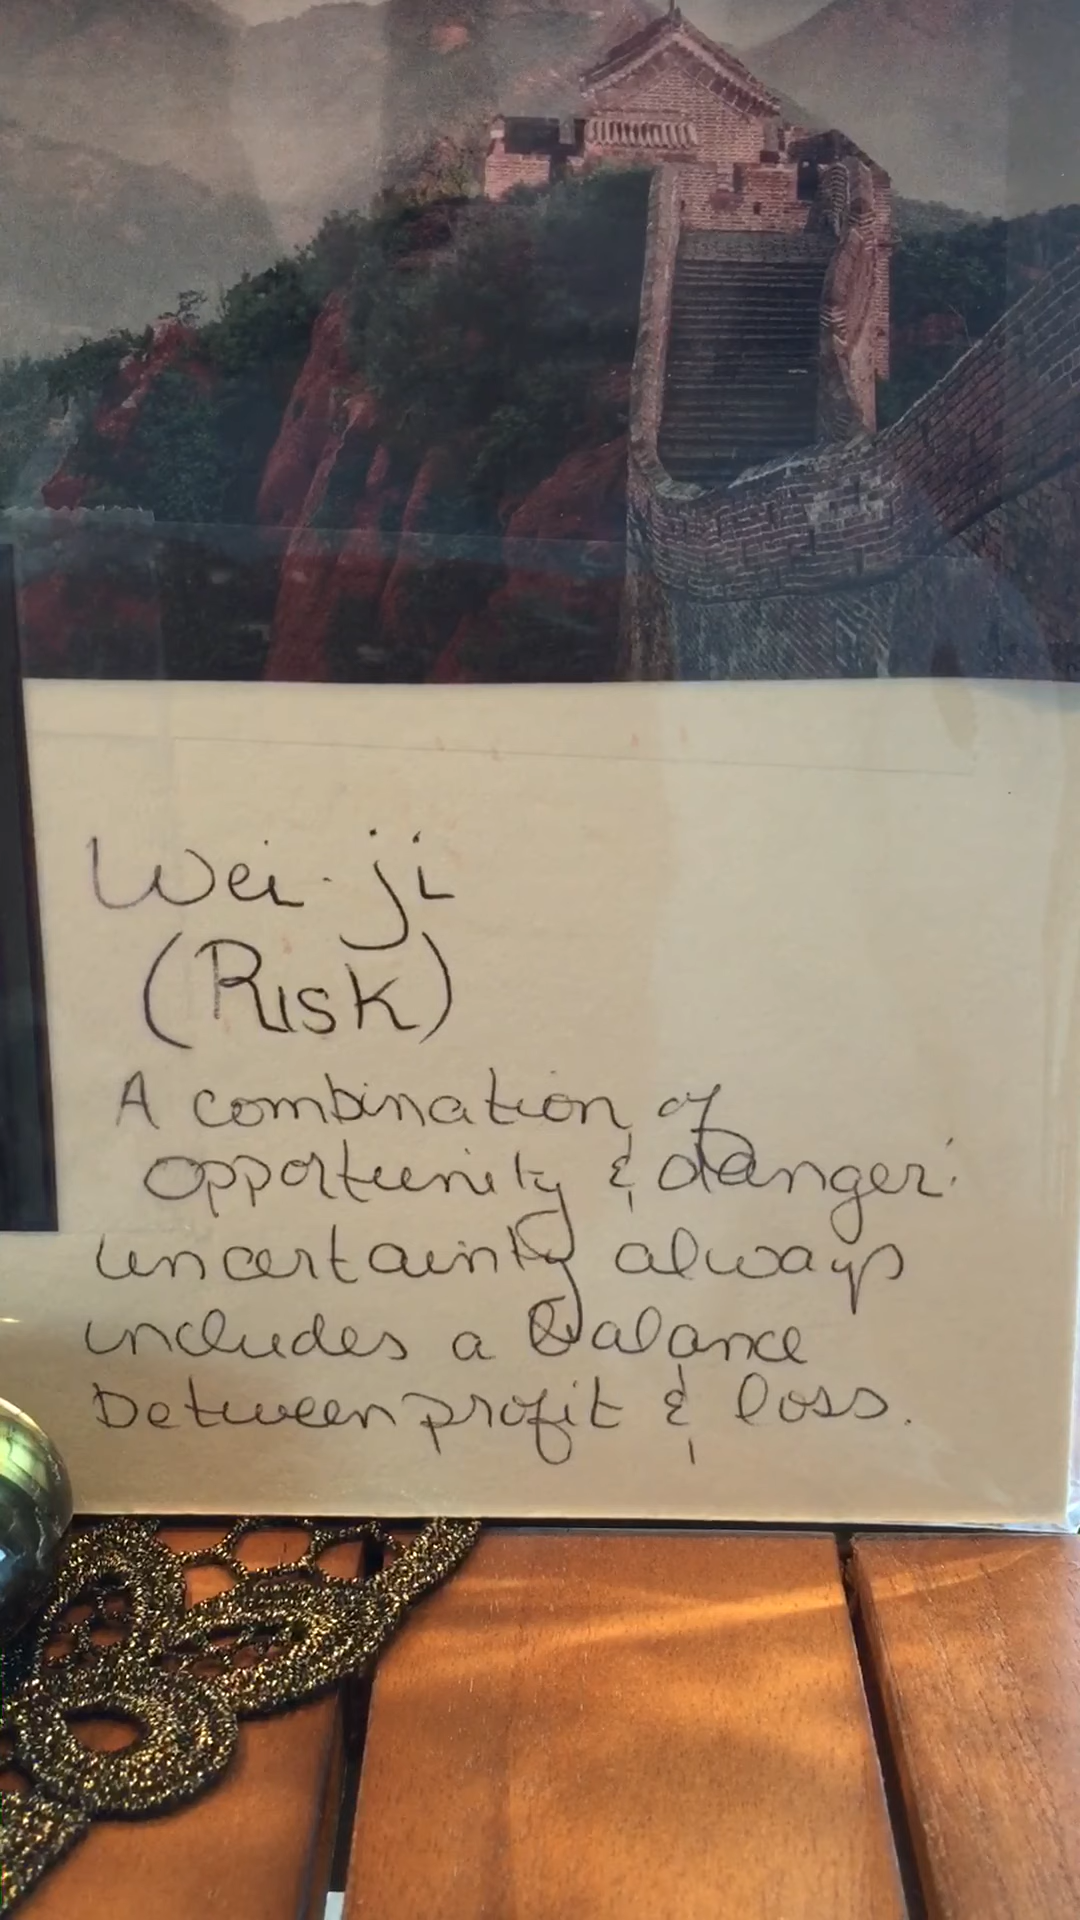 Wei-ji
(Risk)
A combination of
opportunity & danger:
uncertainty always
includes a balance
between profit & loss.